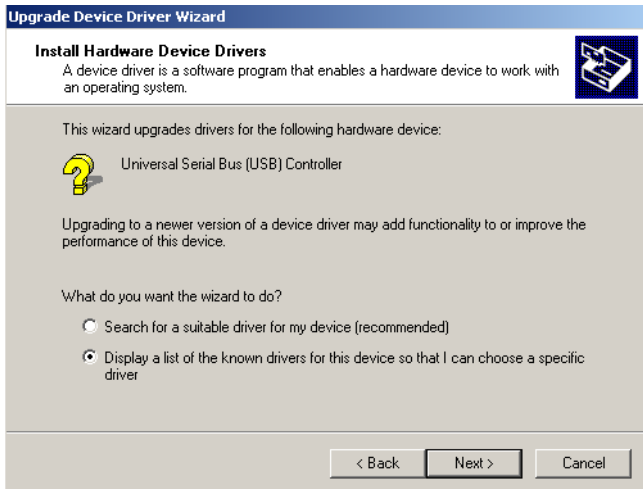 Upgrade Device Driver Wizard
Install Hardware Device Drivers
A device driver is a software program that enables a hardware device to work with
an operating system.
This wizard upgrades drivers for the following hardware device:
Universal Serial Bus (USB) Controller
Upgrading to a newer version of a device driver may add functionality to or improve the
performance of this device.
What do you want the wizard to do?
Search for a suitable driver for my device (recommended)
Display a list of the known drivers for this device so that I can choose a specific
driver
< Back
Next >
Cancel